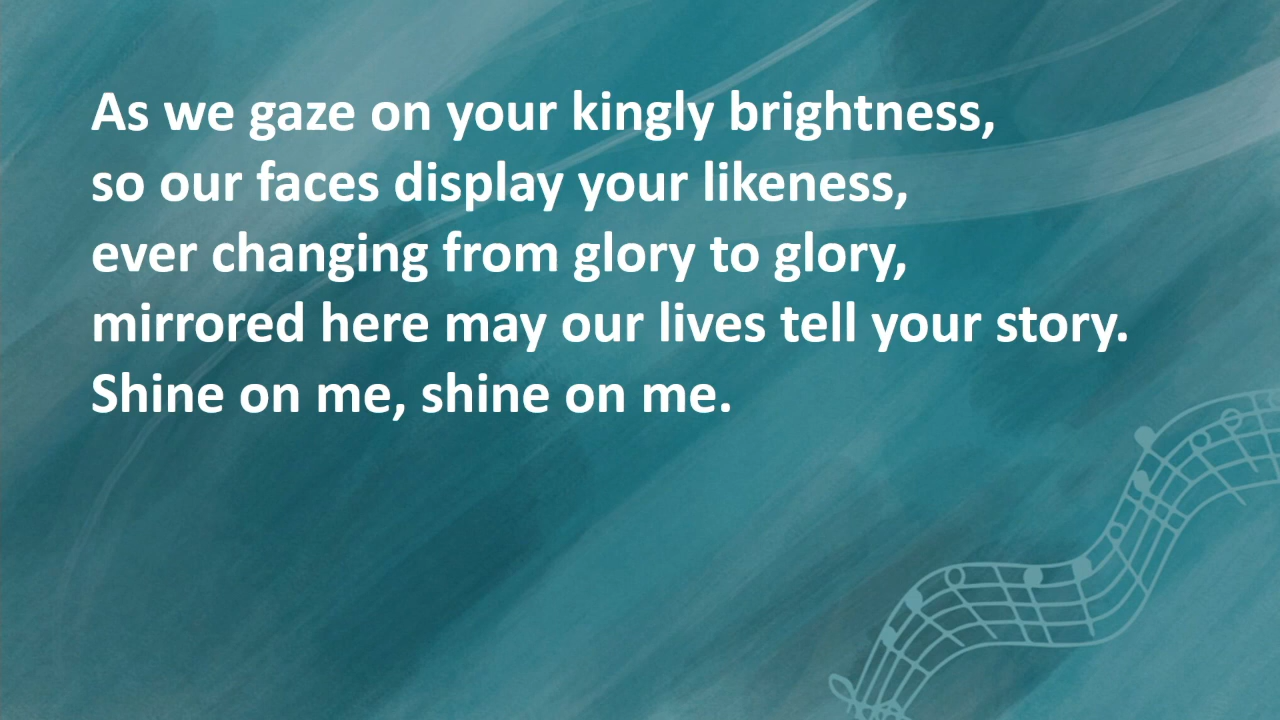 As we gaze on your kingly brightness,
so our faces display your likeness,
ever changing from glory to glory,
mirrored here may our lives tell your story.
Shine on me, shine on me.